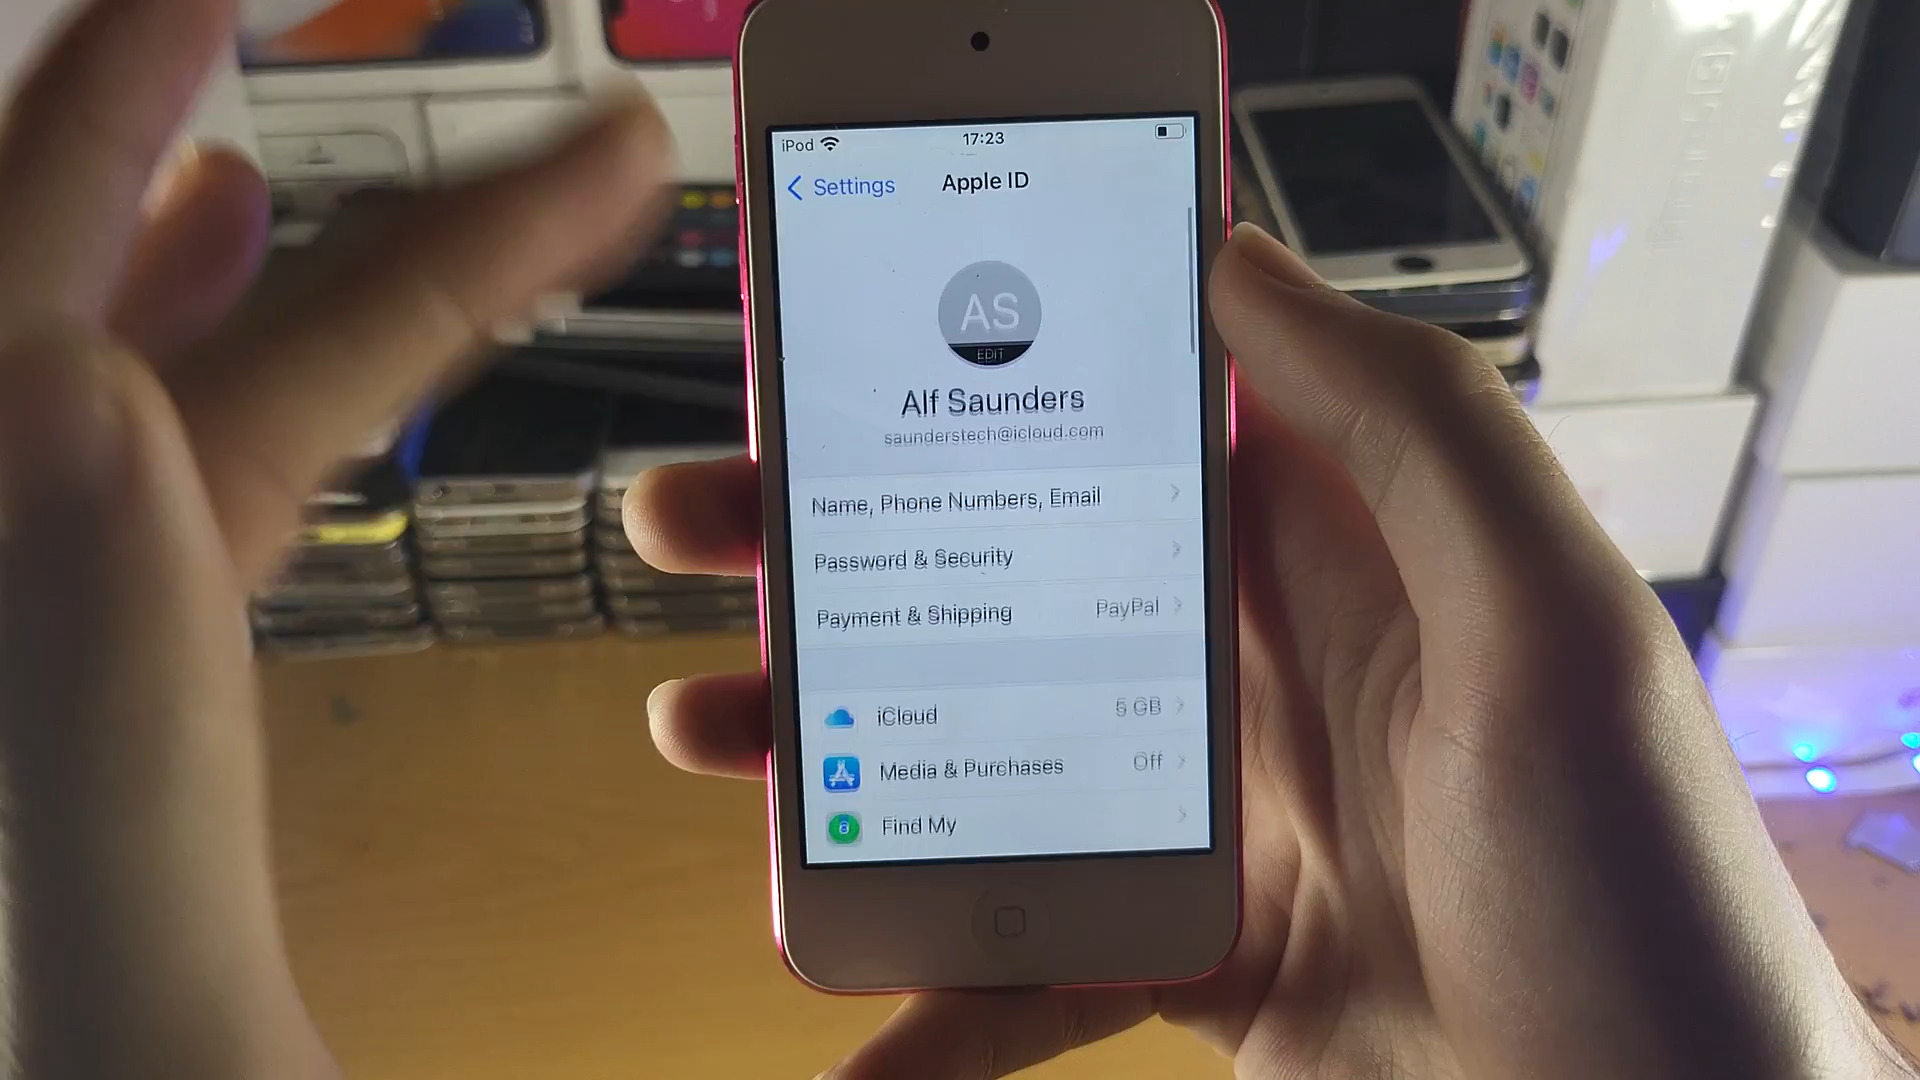 iPod 17:23
Settings Apple ID
AS
EDIT
Alf Saunders
saunderstech@icloud.com
Name, Phone Numbers, Email
Password & Security
Payment & Shipping PayPal
iCloud 5 GB
Media & Purchases Off
Find My